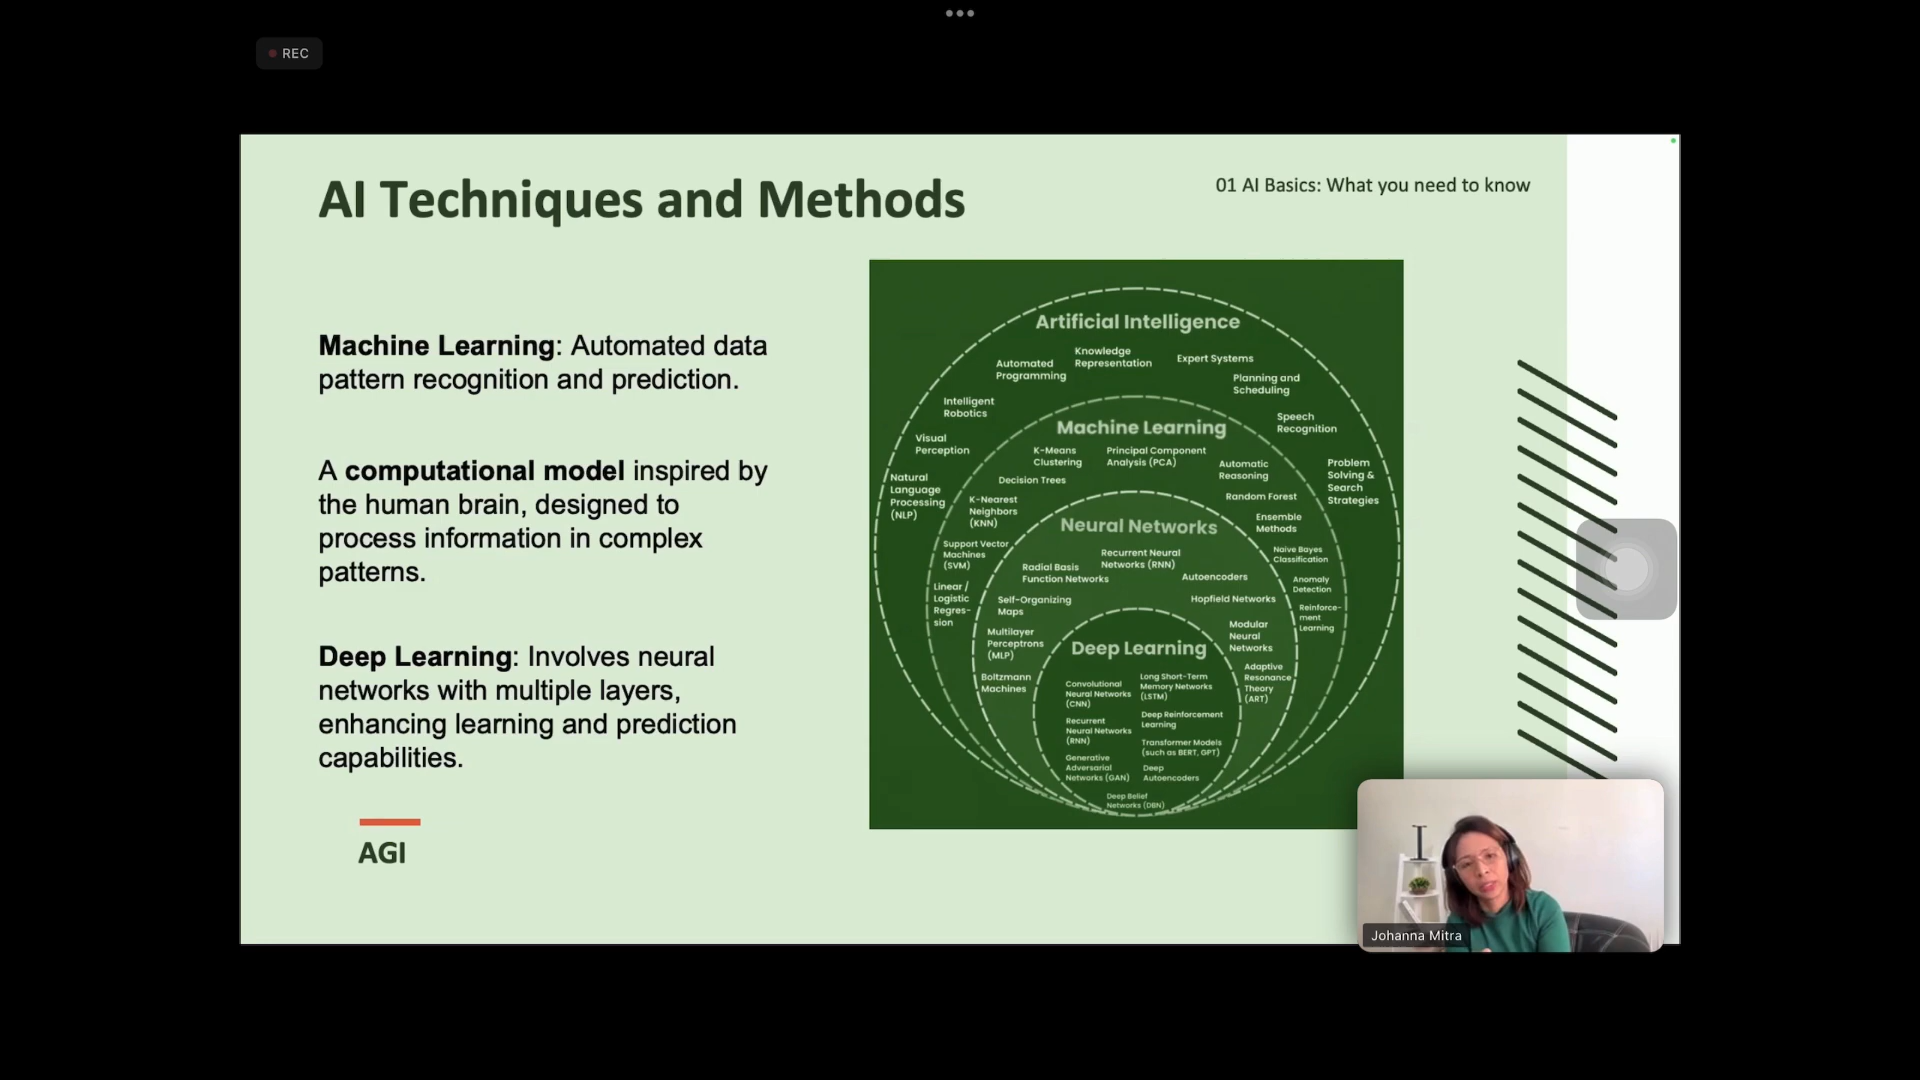 REC
AI Techniques and Methods
01 AI Basics: What you need to know
Machine Learning: Automated data
pattern recognition and prediction.
A computational model inspired by
the human brain, designed to
process information in complex
patterns.
Deep Learning: Involves neural
networks with multiple layers,
enhancing learning and prediction
capabilities.
AGI
Artificial Intelligence
Automated
Programming
Knowledge
Representation
Expert Systems
Planning and
Scheduling
Intelligent
Robotics
Speech
Recognition
Visual
Perception
Natural
Language
Processing
(NLP)
Problem
Solving &
Search
Strategies
Machine Learning
K-Means
Clustering
Principal Component
Analysis (PCA)
Decision Trees
Automatic
Reasoning
K-Nearest
Neighbors
(KNN)
Random Forest
Ensemble
Methods
Support Vector
Machines
(SVM)
Naive Bayes
Classification
Linear /
Logistic
Regres-
sion
Anomaly
Detection
Reinforce-
ment
Learning
Neural Networks
Recurrent Neural
Networks (RNN)
Radial Basis
Function Networks
Autoencoders
Self-Organizing
Maps
Hopfield Networks
Multilayer
Perceptrons
(MLP)
Modular
Neural
Networks
Boltzmann
Machines
Adaptive
Resonance
Theory
(ART)
Deep Learning
Convolutional
Neural Networks
(CNN)
Long Short-Term
Memory Networks
(LSTM)
Recurrent
Neural Networks
(RNN)
Deep Reinforcement
Learning
Generative
Adversarial
Networks (GAN)
Transformer Models
(such as BERT, GPT)
Deep
Autoencoders
Deep Belief
Networks (DBN)
Johanna Mitra